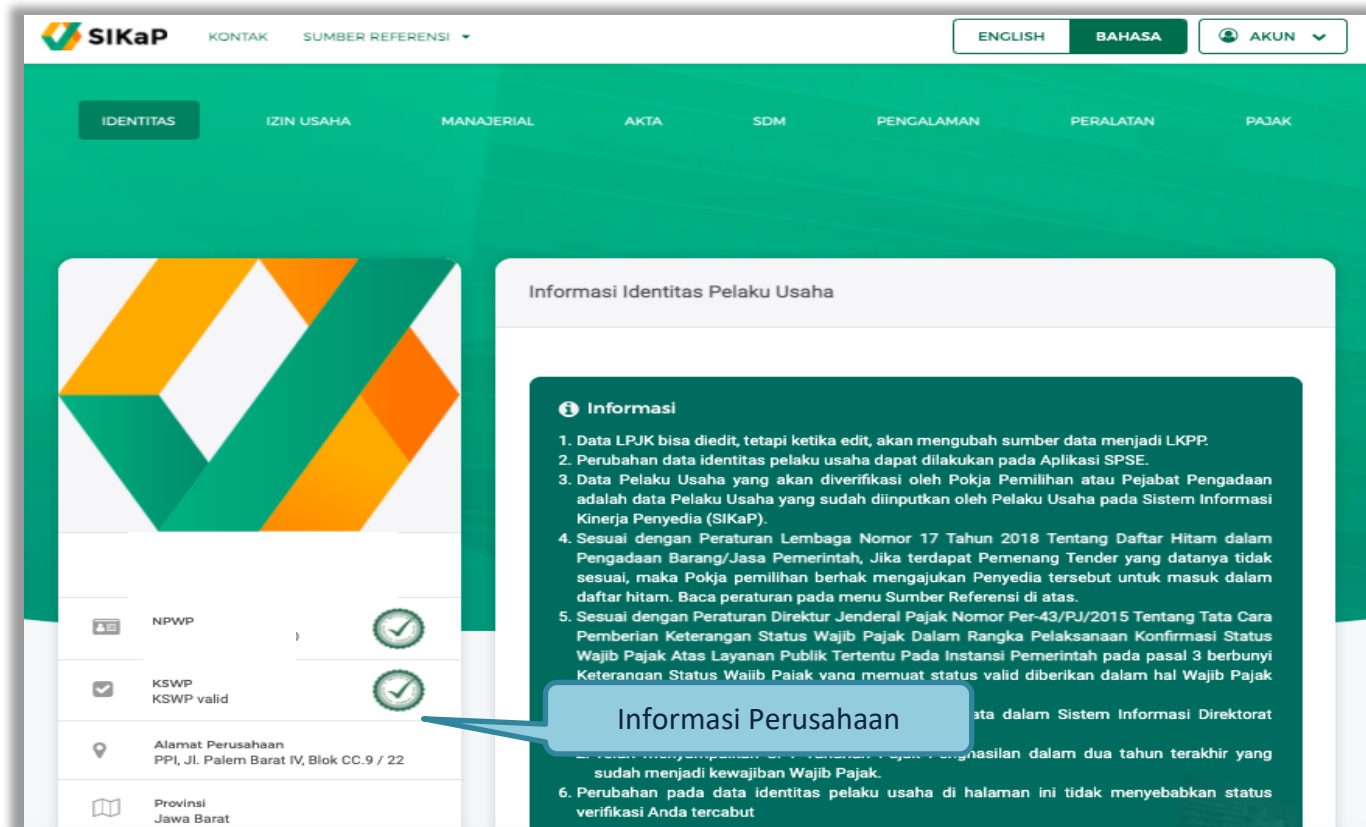 SIKaP KONTAK SUMBER REFERENSI ENGLISH BAHASA AKUN
IDENTITAS IZIN USAHA MANAJERIAL AKTA SDM PENGALAMAN PERALATAN PAJAK
Informasi Identitas Pelaku Usaha
Informasi
1. Data LPJK bisa diedit, tetapi ketika edit, akan mengubah sumber data menjadi LKPP.
2. Perubahan data identitas pelaku usaha dapat dilakukan pada Aplikasi SPSE.
3. Data Pelaku Usaha yang akan diverifikasi oleh Pokja Pemilihan atau Pejabat Pengadaan
adalah data Pelaku Usaha yang sudah diinputkan oleh Pelaku Usaha pada Sistem Informasi
Kinerja Penyedia (SIKaP).
4. Sesuai dengan Peraturan Lembaga Nomor 17 Tahun 2018 Tentang Daftar Hitam dalam
Pengadaan Barang/Jasa Pemerintah, Jika terdapat Pemenang Tender yang datanya tidak
sesuai, maka Pokja pemilihan berhak mengajukan Penyedia tersebut untuk masuk dalam
daftar hitam. Baca peraturan pada menu Sumber Referensi di atas.
5. Sesuai dengan Peraturan Direktur Jenderal Pajak Nomor Per-43/PJ/2015 Tentang Tata Cara
Pemberian Keterangan Status Wajib Pajak Dalam Rangka Pelaksanaan Konfirmasi Status
Wajib Pajak Atas Layanan Publik Tertentu Pada Instansi Pemerintah pada pasal 3 berbunyi
Keterangan Status Wajib Pajak yang memuat status valid diberikan dalam hal Wajib Pajak
ata dalam Sistem Informasi Direktorat
dalam dua tahun terakhir yang
sudah menjadi kewajiban Wajib Pajak.
6. Perubahan pada data identitas pelaku usaha di halaman ini tidak menyebabkan status
verifikasi Anda tercabut
NPWP
KSWP
KSWP valid
Alamat Perusahaan
PPI, Jl. Palem Barat IV, Blok CC.9 / 22
Provinsi
Jawa Barat
Informasi Perusahaan